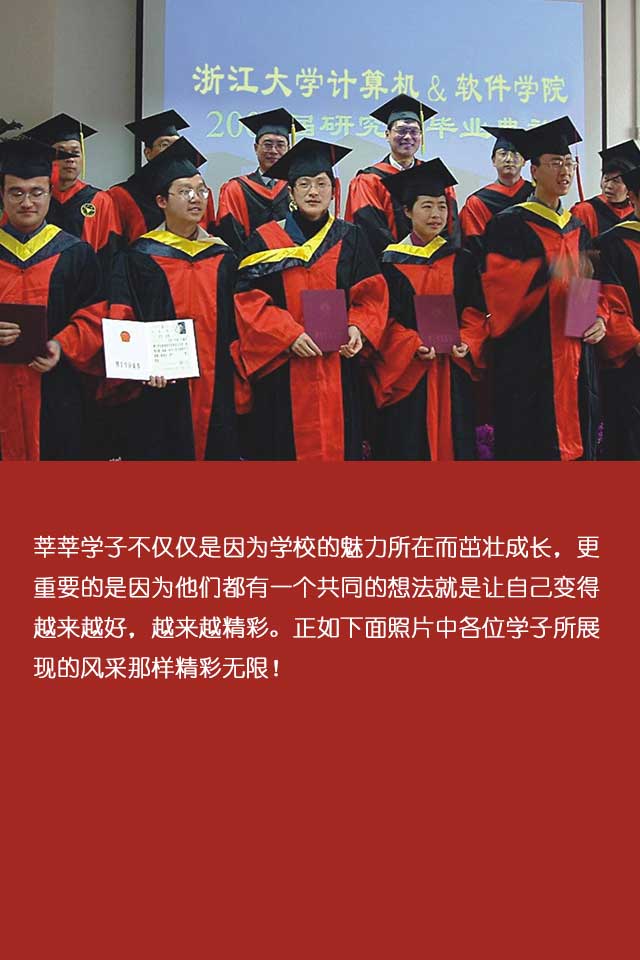 浙江大学计算机 & 软件学院
200 届研究 毕业典礼
莘莘学子不仅仅是因为学校的魅力所在而茁壮成长，更
重要的是因为他们都有一个共同的想法就是让自己变得
越来越好，越来越精彩。正如下面照片中各位学子所展
现的风采那样精彩无限！